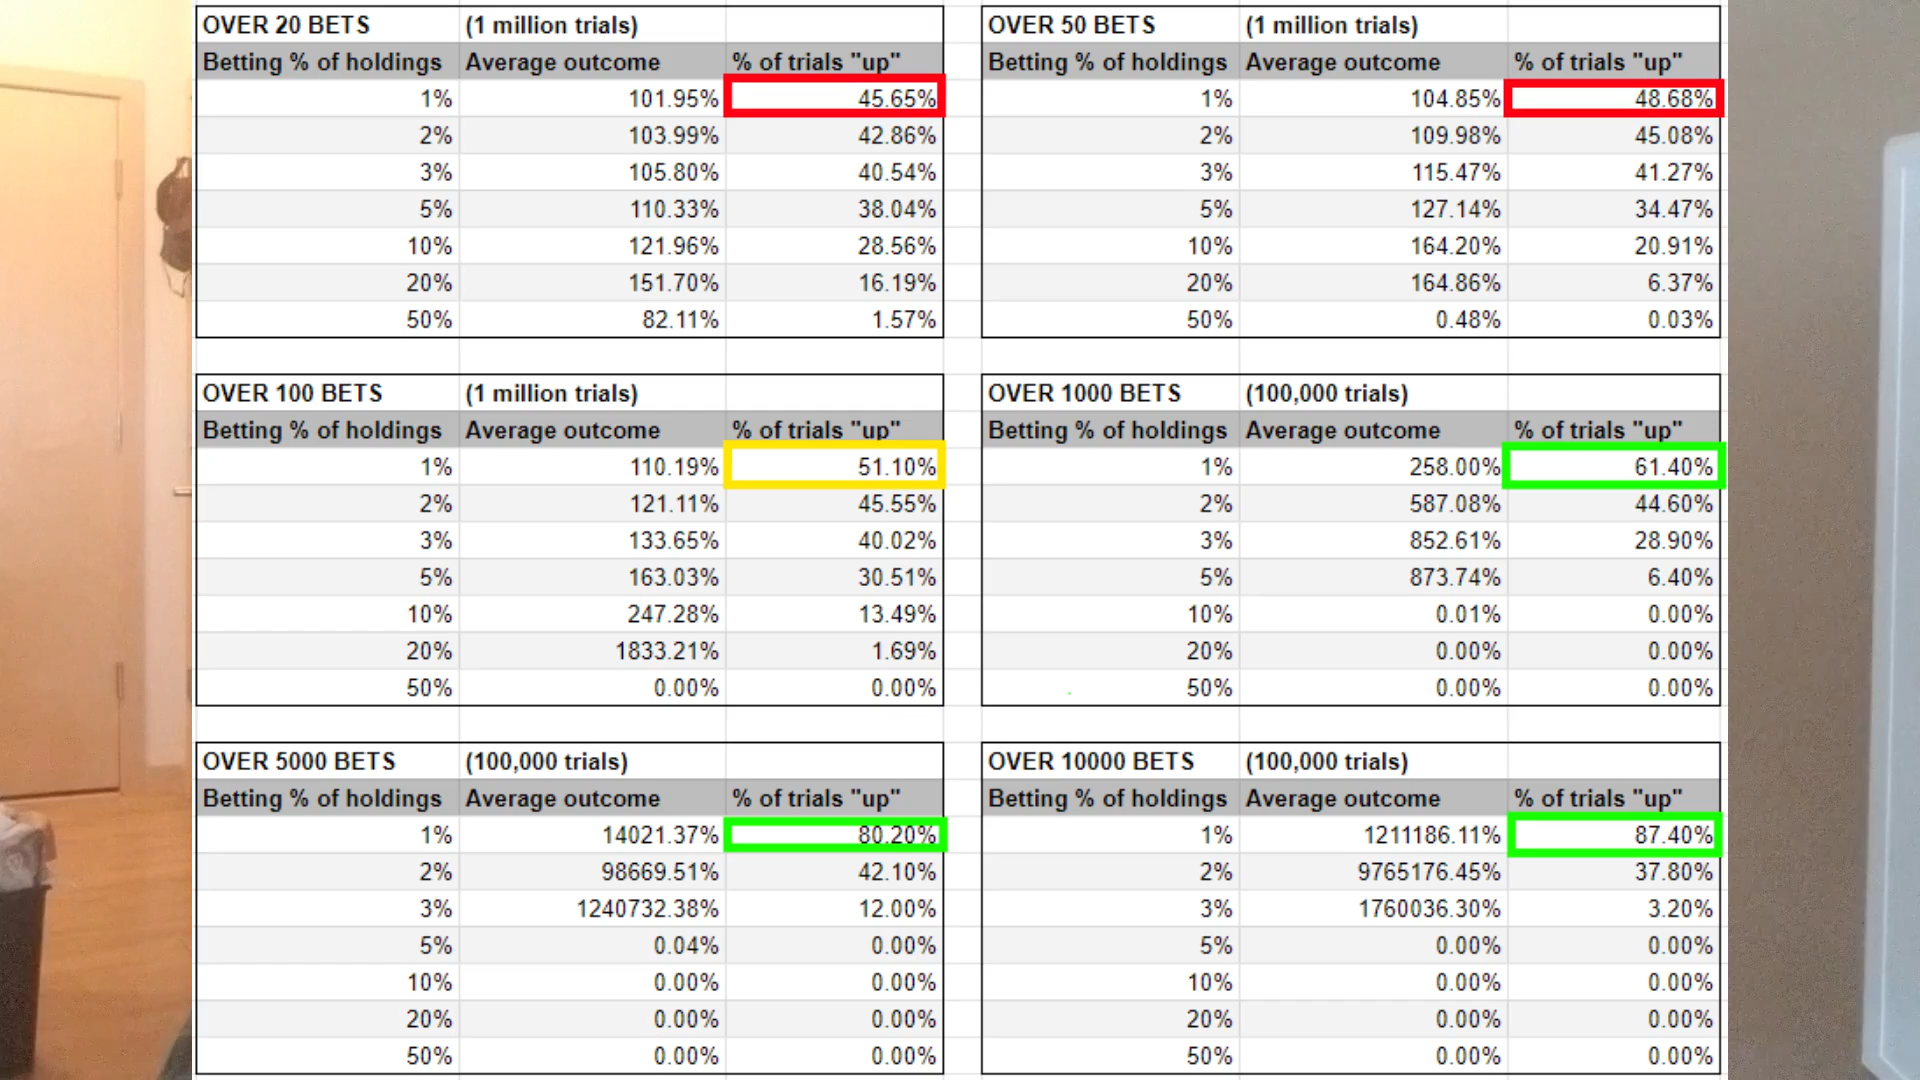 OVER 20 BETS (1 million trials)
Betting % of holdings Average outcome % of trials "up"
1% 101.95% 45.65%
2% 103.99% 42.86%
3% 105.80% 40.54%
5% 110.33% 38.04%
10% 121.96% 28.56%
20% 151.70% 16.19%
50% 82.11% 1.57%
OVER 50 BETS (1 million trials)
Betting % of holdings Average outcome % of trials "up"
1% 104.85% 48.68%
2% 109.98% 45.08%
3% 115.47% 41.27%
5% 127.14% 34.47%
10% 164.20% 20.91%
20% 164.86% 6.37%
50% 0.48% 0.03%
OVER 100 BETS (1 million trials)
Betting % of holdings Average outcome % of trials "up"
1% 110.19% 51.10%
2% 121.11% 45.55%
3% 133.65% 40.02%
5% 163.03% 30.51%
10% 247.28% 13.49%
20% 1833.21% 1.69%
50% 0.00% 0.00%
OVER 1000 BETS (100,000 trials)
Betting % of holdings Average outcome % of trials "up"
1% 258.00% 61.40%
2% 587.08% 44.60%
3% 852.61% 28.90%
5% 873.74% 6.40%
10% 0.01% 0.00%
20% 0.00% 0.00%
50% 0.00% 0.00%
OVER 5000 BETS (100,000 trials)
Betting % of holdings Average outcome % of trials "up"
1% 14021.37% 80.20%
2% 98669.51% 42.10%
3% 1240732.38% 12.00%
5% 0.04% 0.00%
10% 0.00% 0.00%
20% 0.00% 0.00%
50% 0.00% 0.00%
OVER 10000 BETS (100,000 trials)
Betting % of holdings Average outcome % of trials "up"
1% 1211186.11% 87.40%
2% 9765176.45% 37.80%
3% 1760036.30% 3.20%
5% 0.00% 0.00%
10% 0.00% 0.00%
20% 0.00% 0.00%
50% 0.00% 0.00%